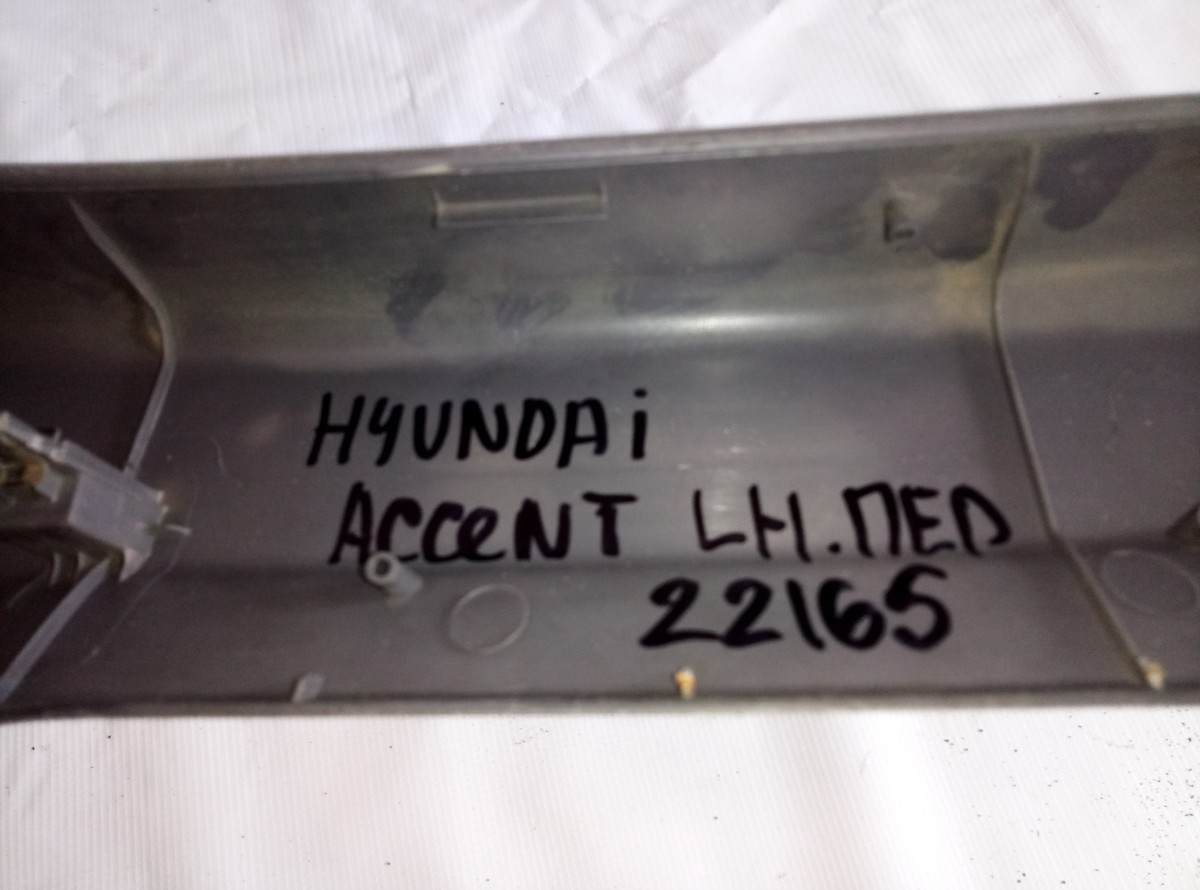 HYUNDAi
ACCeNT LH.ПЕР
22165